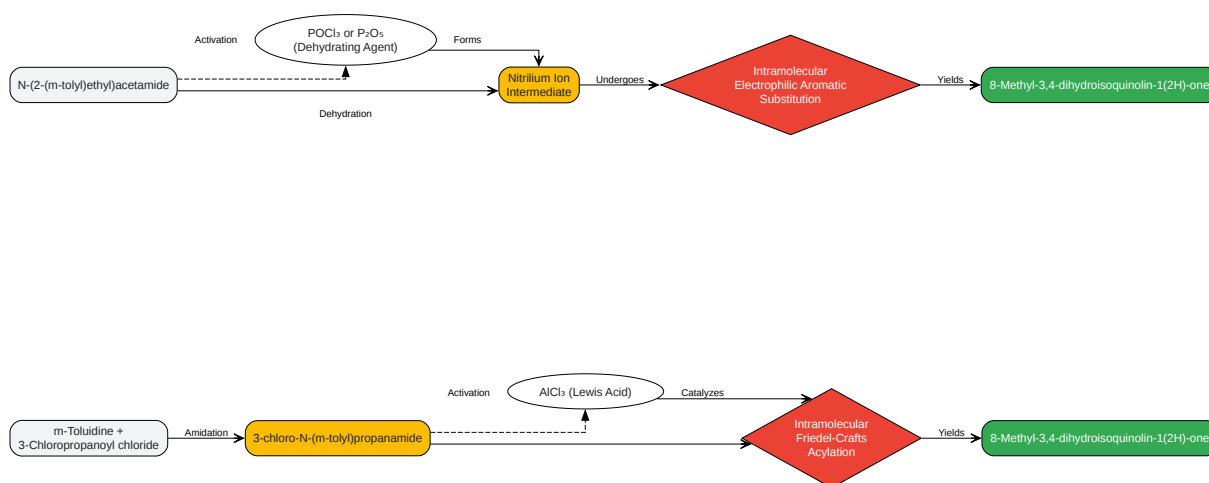 POCl₃ or P₂O₅
(Dehydrating Agent)
Activation
Forms
N-(2-(m-tolyl)ethyl)acetamide
Nitrilium Ion
Intermediate
Undergoes
Intramolecular
Electrophilic Aromatic
Substitution
Yields
8-Methyl-3,4-dihydroisoquinolin-1(2H)-one
Dehydration
Activation
AlCl₃ (Lewis Acid)
Catalyzes
m-Toluidine +
3-Chloropropanoyl chloride
Amidation
3-chloro-N-(m-tolyl)propanamide
Intramolecular
Friedel-Crafts
Acylation
Yields
8-Methyl-3,4-dihydroisoquinolin-1(2H)-one